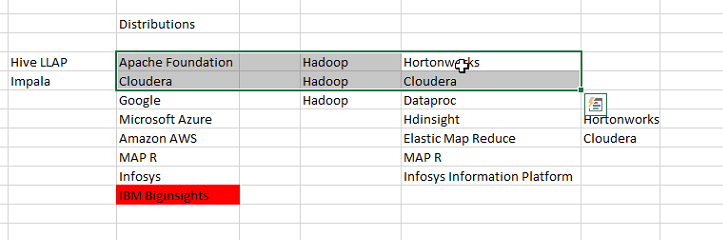 Distributions
Hive LLAP Apache Foundation Hadoop Hortonworks
Impala Cloudera Hadoop Cloudera
Google Hadoop Dataproc
Microsoft Azure Hdinsight Hortonworks
Amazon AWS Elastic Map Reduce Cloudera
MAP R MAP R
Infosys Infosys Information Platform
IBM Biginsights